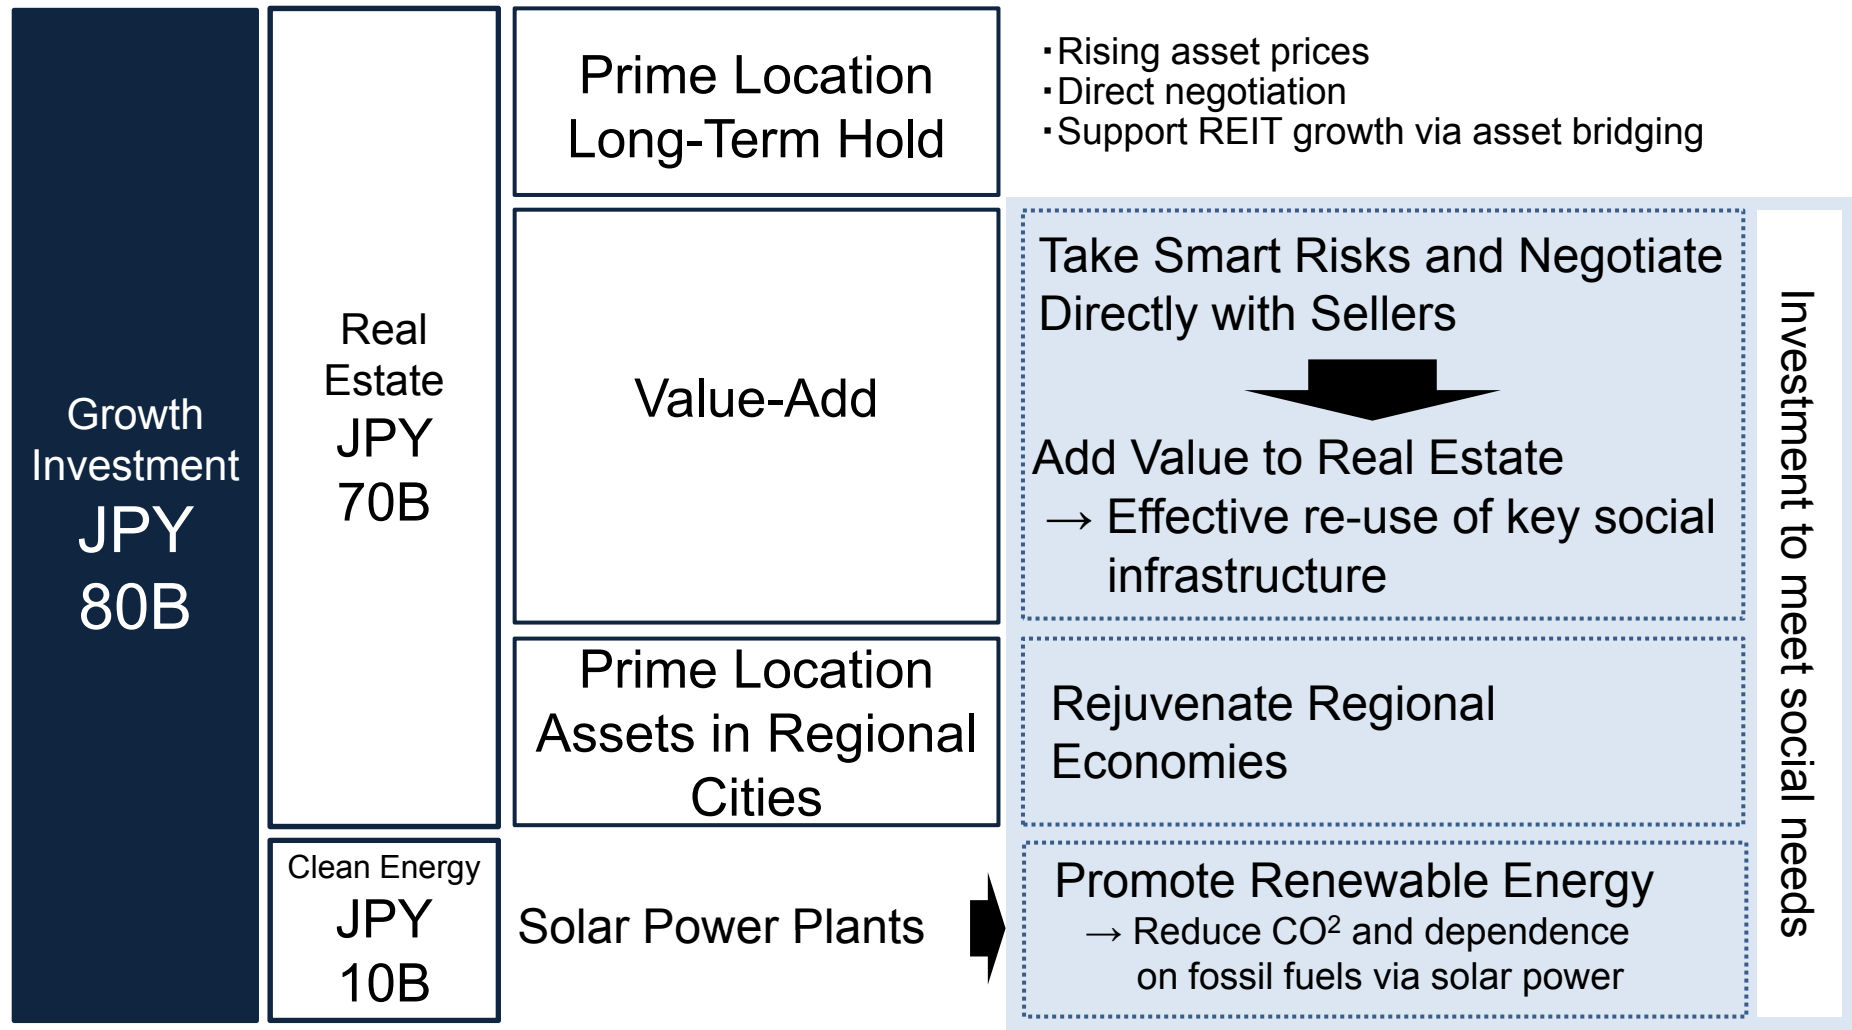 Growth
Investment
JPY
80B
Real
Estate
JPY
70B
Prime Location
Long-Term Hold
・Rising asset prices
・Direct negotiation
・Support REIT growth via asset bridging
Value-Add
Take Smart Risks and Negotiate
Directly with Sellers
Add Value to Real Estate
→ Effective re-use of key social
infrastructure
Prime Location
Assets in Regional
Cities
Rejuvenate Regional
Economies
Clean Energy
JPY
10B
Solar Power Plants
Promote Renewable Energy
→ Reduce CO² and dependence
on fossil fuels via solar power
Investment to meet social needs